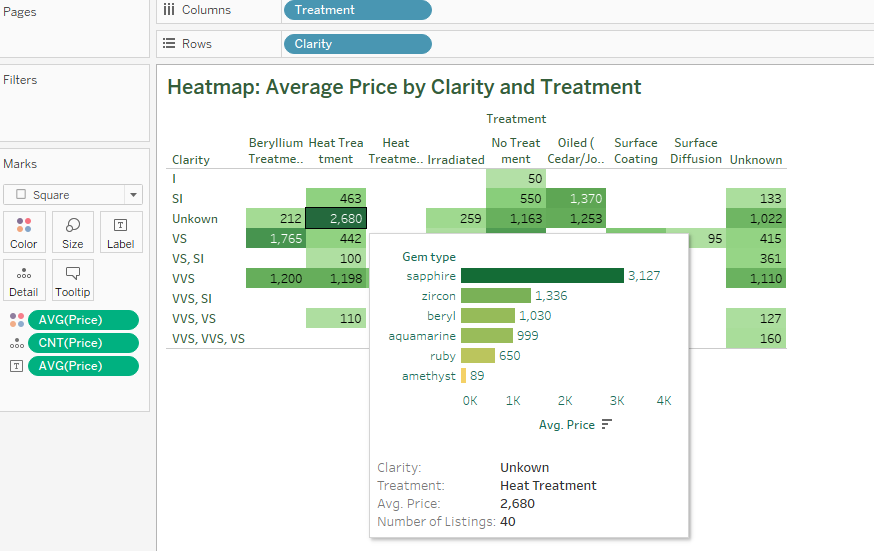 Pages
Columns Treatment
Rows Clarity
Filters
Heatmap: Average Price by Clarity and Treatment
Treatment
Clarity Beryllium Treatme.. Heat Trea tment Heat Treatme.. Irradiated No Treat ment Oiled ( Cedar/Jo.. Surface Coating Surface Diffusion Unknown
I 50
SI 463 550 1,370 133
Unkown 212 2,680 259 1,163 1,253 1,022
VS 1,765 442 95 415
VS, SI 100 361
VVS 1,200 1,198 1,110
VVS, SI
VVS, VS 110 127
VVS, VVS, VS 160
Marks
Square
Color Size Label
Detail Tooltip
AVG(Price)
CNT(Price)
T AVG(Price)
Gem type
sapphire 3,127
zircon 1,336
beryl 1,030
aquamarine 999
ruby 650
amethyst 89
0K 1K 2K 3K 4K
Avg. Price
Clarity: Unkown
Treatment: Heat Treatment
Avg. Price: 2,680
Number of Listings: 40